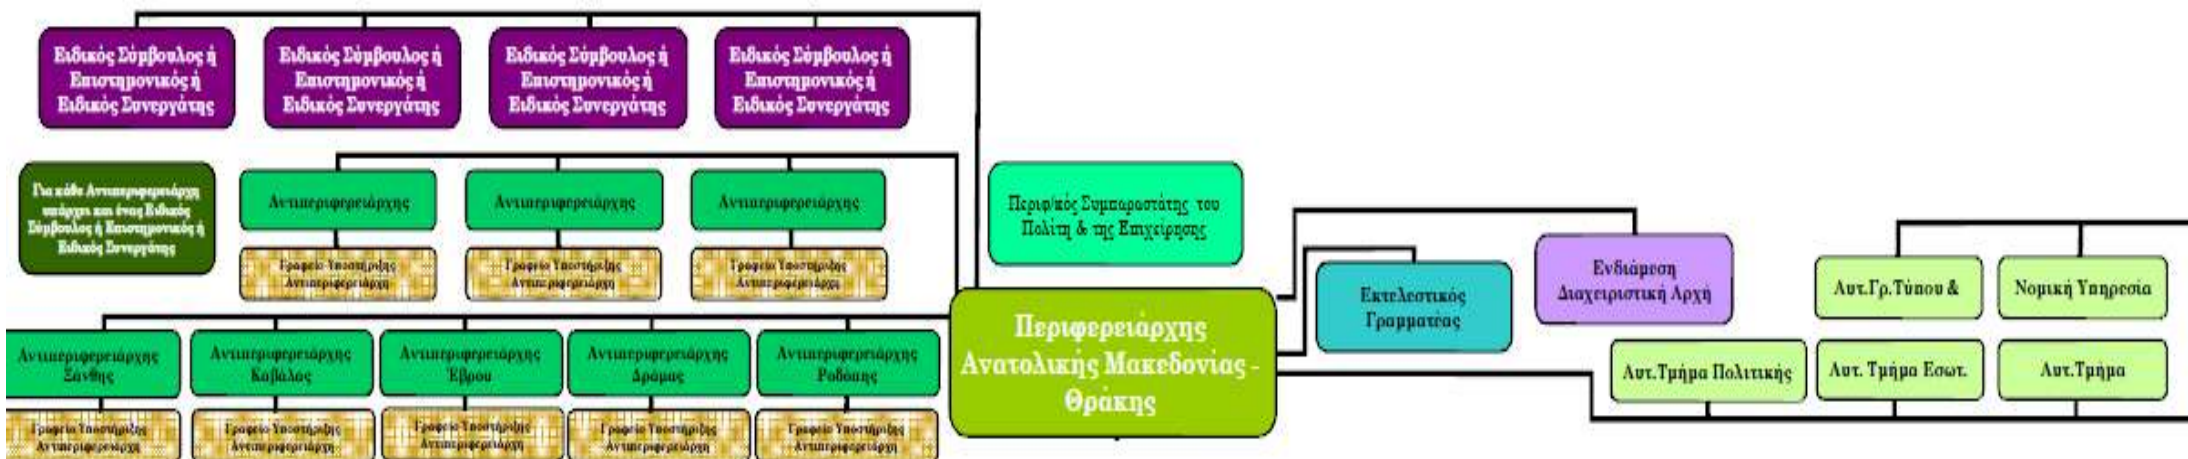 Ειδικός Σύμβουλος ή
Επιστημονικός ή
Ειδικός Συνεργάτης
Ειδικός Σύμβουλος ή
Επιστημονικός ή
Ειδικός Συνεργάτης
Ειδικός Σύμβουλος ή
Επιστημονικός ή
Ειδικός Συνεργάτης
Ειδικός Σύμβουλος ή
Επιστημονικός ή
Ειδικός Συνεργάτης
Για κάθε Αντιπεριφερειάρχη
υπάρχει και ένας Ειδικός
Σύμβουλος ή Επιστημονικός ή
Ειδικός Συνεργάτης
Αντιπεριφερειάρχης
Αντιπεριφερειάρχης
Αντιπεριφερειάρχης
Γραφείο Υποστήριξης
Αντιπεριφερειάρχη
Γραφείο Υποστήριξης
Αντιπεριφερειάρχη
Γραφείο Υποστήριξης
Αντιπεριφερειάρχη
Περιφ/κός Συμπαραστάτης του
Πολίτη & της Επιχείρησης
Εκτελεστικός
Γραμματέας
Ενδιάμεση
Διαχειριστική Αρχή
Αυτ.Γρ.Τύπου &
Νομική Υπηρεσία
Περιφερειάρχης
Ανατολικής Μακεδονίας -
Θράκης
Αντιπεριφερειάρχης
Ξάνθης
Αντιπεριφερειάρχης
Καβάλας
Αντιπεριφερειάρχης
Έβρου
Αντιπεριφερειάρχης
Δράμας
Αντιπεριφερειάρχης
Ροδόπης
Αυτ.Τμήμα Πολιτικής
Αυτ. Τμήμα Εσωτ.
Αυτ.Τμήμα
Γραφείο Υποστήριξης
Αντιπεριφερειάρχη
Γραφείο Υποστήριξης
Αντιπεριφερειάρχη
Γραφείο Υποστήριξης
Αντιπεριφερειάρχη
Γραφείο Υποστήριξης
Αντιπεριφερειάρχη
Γραφείο Υποστήριξης
Αντιπεριφερειάρχη